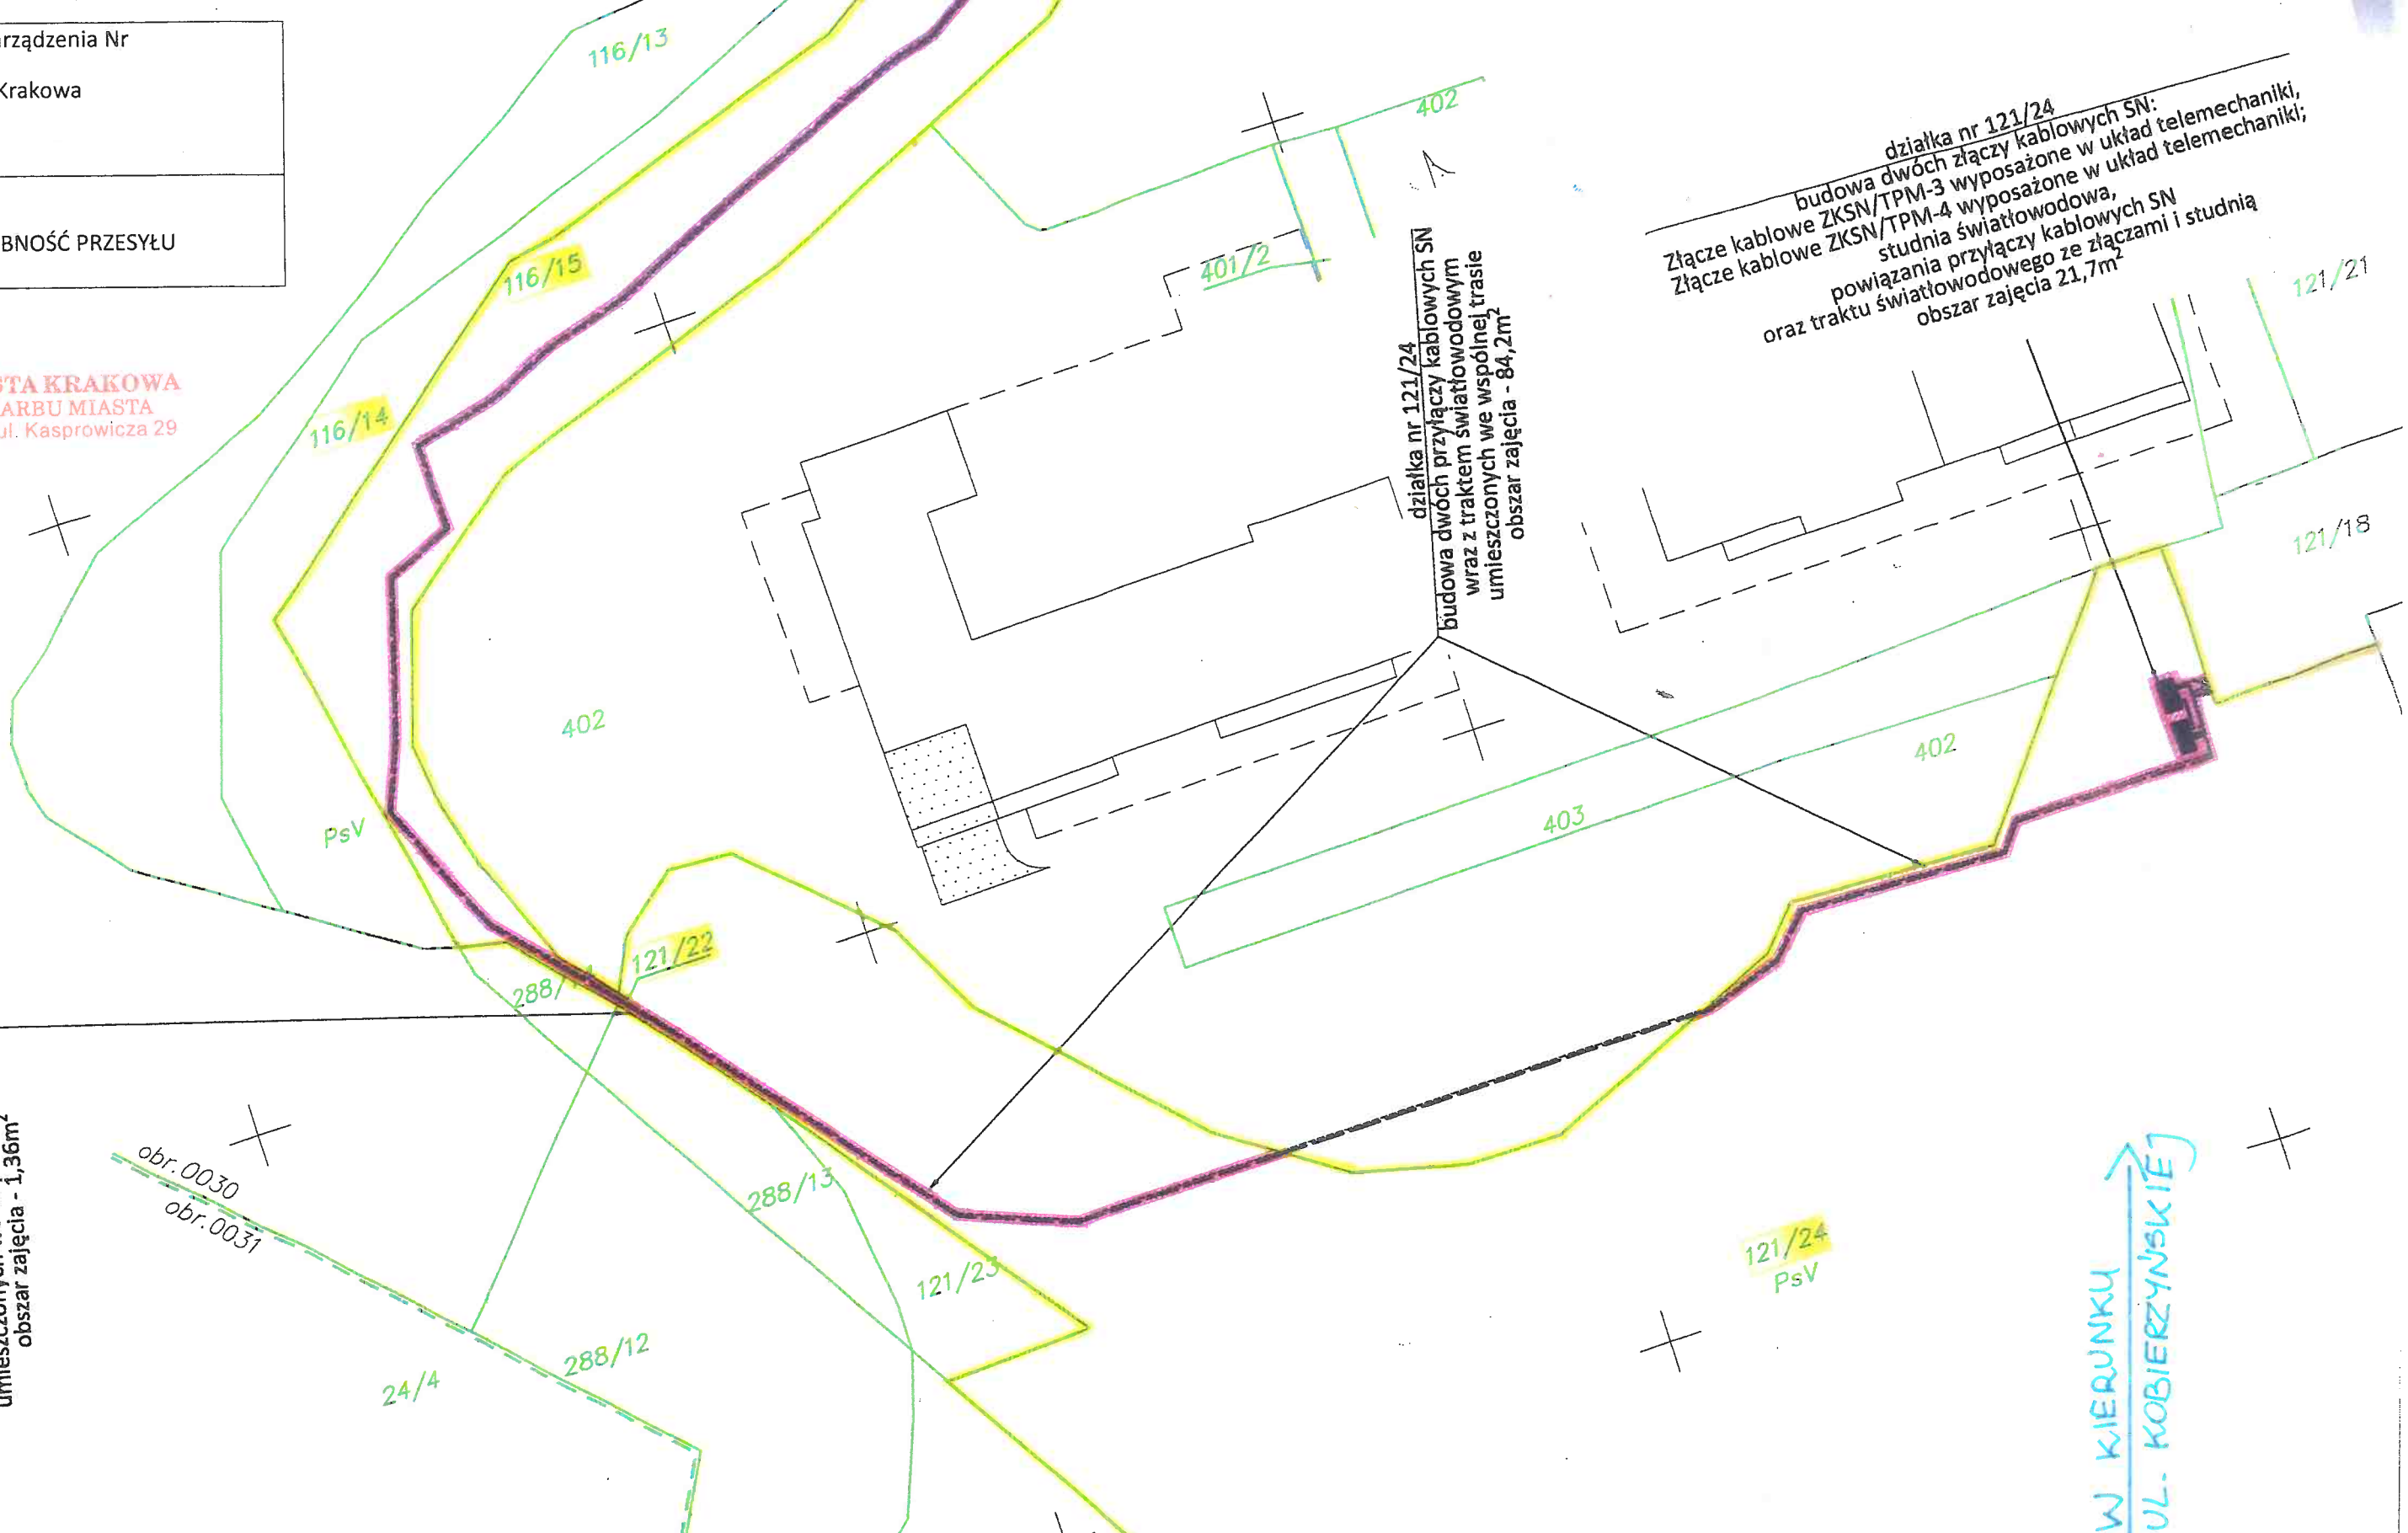 rządzenia Nr
Krakowa
BNOŚĆ PRZESYŁU
STA KRAKOWA
ARBU MIASTA
ul. Kasprowicza 29
116/13
116/15
116/14
402
401/2
działka nr 121/24
budowa dwóch złączy kablowych SN:
Złącze kablowe ZKSN/TPM-3 wyposażone w układ telemechaniki,
Złącze kablowe ZKSN/TPM-4 wyposażone w układ telemechaniki;
studnia światłowodowa,
powiązania przyłączy kablowych SN
oraz traktu światłowodowego ze złączami i studnią
obszar zajęcia 21,7m²
121/21
121/18
działka nr 121/24
budowa dwóch przyłączy kablowych SN
wraz z traktem światłowodowym
umieszczonych we wspólnej trasie
obszar zajęcia - 84,2m²
402
402
403
PsV
121/22
288/
288/13
121/23
121/24
PsV
obr.0030
obr.0031
288/12
24/4
umieszczonych
obszar zajęcia - 1,36m²
W KIERUNKU
UL. KOBIERZYŃSKIEJ